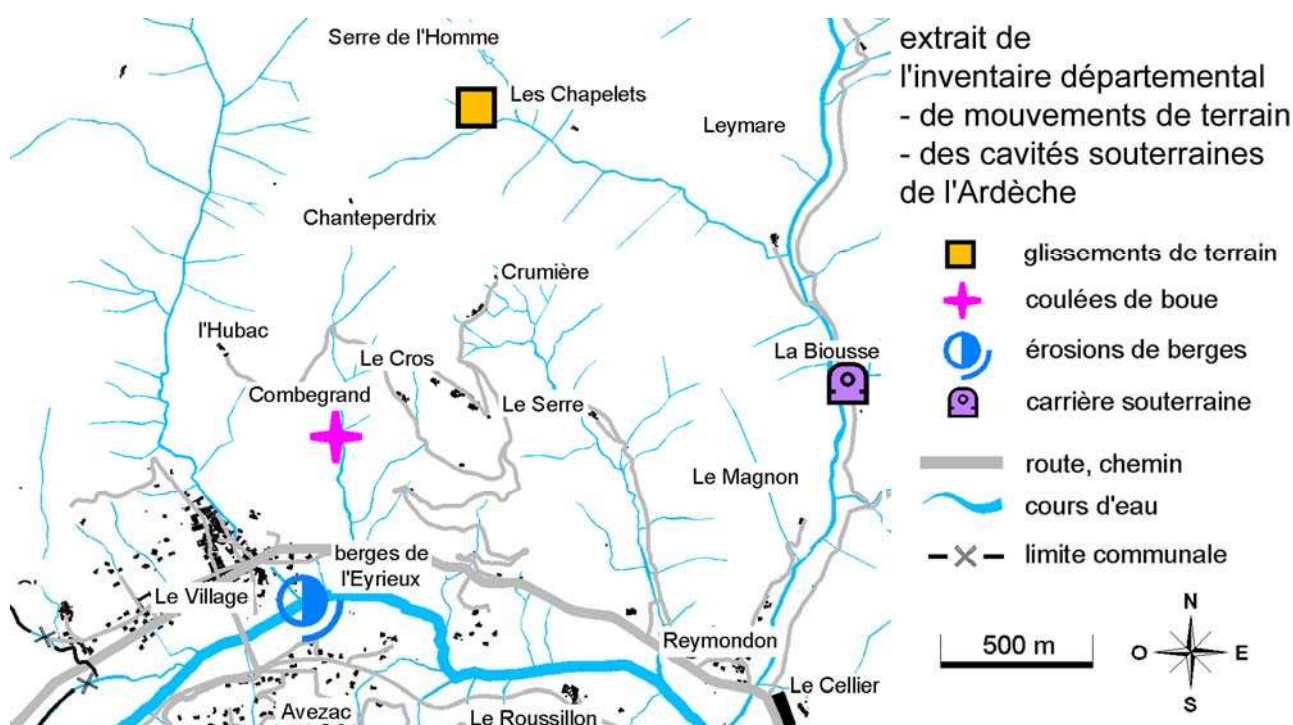 Serre de l'Homme
Les Chapelets
Leymare
Chanteperdrix
Crumière
l'Hubac
Le Cros
La Biousse
Combegrand
Le Serre
Le Magnon
berges de
l'Eyrieux
Le Village
Reymondon
Le Cellier
Avezac
Le Roussillon
extrait de
l'inventaire départemental
- de mouvements de terrain
- des cavités souterraines
de l'Ardèche
glissements de terrain
coulées de boue
érosions de berges
carrière souterraine
route, chemin
cours d'eau
limite communale
500 m
N
O E
S